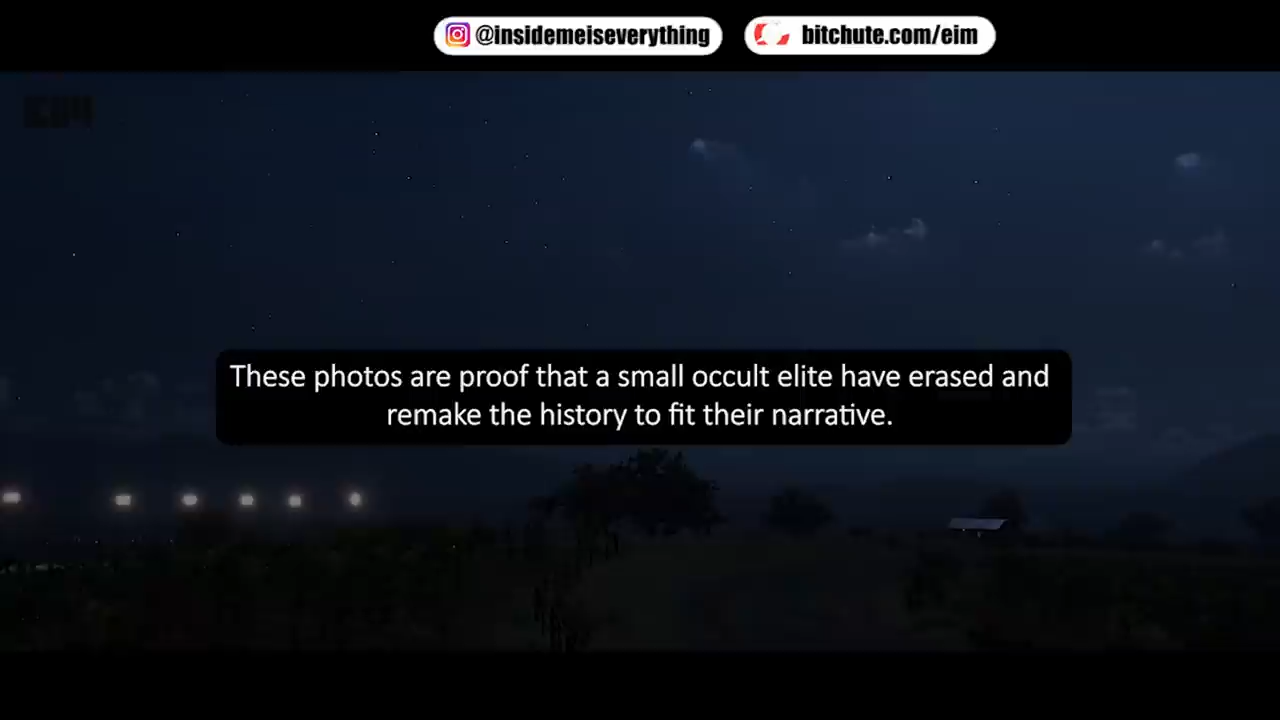 @insidemeiseverything
bitchute.com/eim
These photos are proof that a small occult elite have erased and
remake the history to fit their narrative.